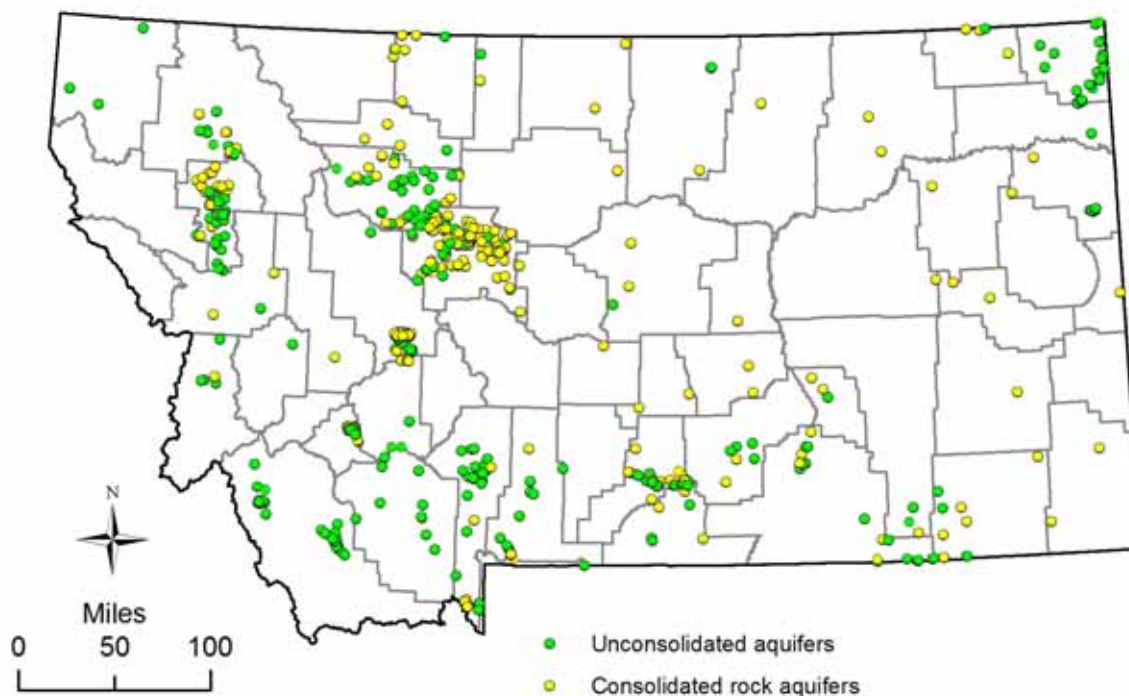 N
Miles
0 50 100
Unconsolidated aquifers
Consolidated rock aquifers